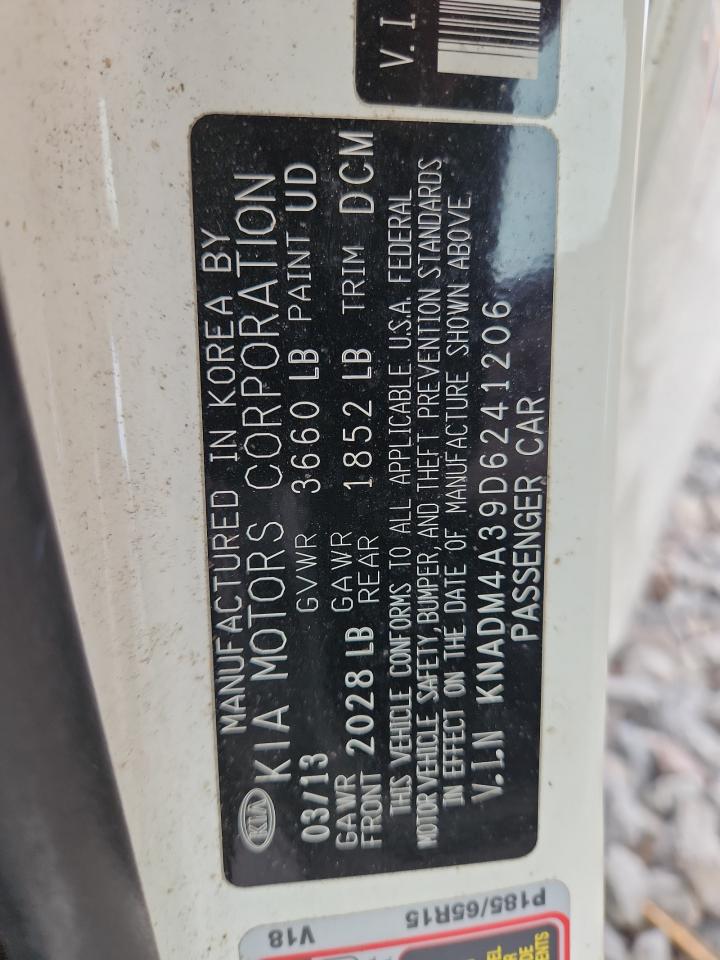 V. I.
MANUFACTURED IN KOREA BY
KIA KIA MOTORS CORPORATION
03/13 GVWR 3660 LB PAINT UD
GAWR FRONT 2028 LB GAWR REAR 1852 LB TRIM DCM
THIS VEHICLE CONFORMS TO ALL APPLICABLE U.S.A. FEDERAL
MOTOR VEHICLE SAFETY, BUMPER, AND THEFT PREVENTION STANDARDS
IN EFFECT ON THE DATE OF MANUFACTURE SHOWN ABOVE
V.I.N KNADM4A39D6241206
PASSENGER CAR
V18
P185/65R15